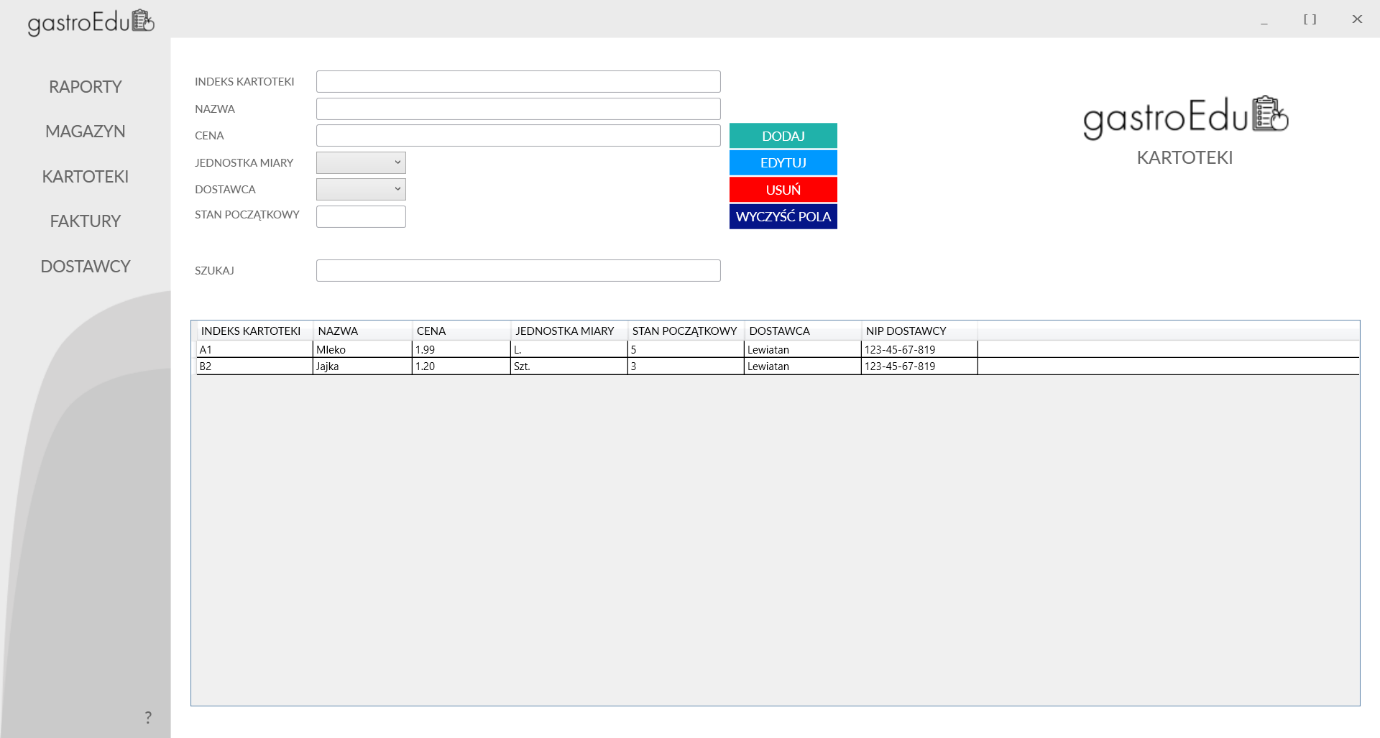 gastroEdu
_ [ ] ×
RAPORTY
MAGAZYN
KARTOTEKI
FAKTURY
DOSTAWCY
?
INDEKS KARTOTEKI
NAZWA
CENA
JEDNOSTKA MIARY
DOSTAWCA
STAN POCZĄTKOWY
SZUKAJ
DODAJ
EDYTUJ
USUŃ
WYCZYŚĆ POLA
gastroEdu
KARTOTEKI
INDEKS KARTOTEKI NAZWA CENA JEDNOSTKA MIARY STAN POCZĄTKOWY DOSTAWCA NIP DOSTAWCY
A1 Mleko 1.99 L. 5 Lewiatan 123-45-67-819
B2 Jajka 1.20 Szt. 3 Lewiatan 123-45-67-819